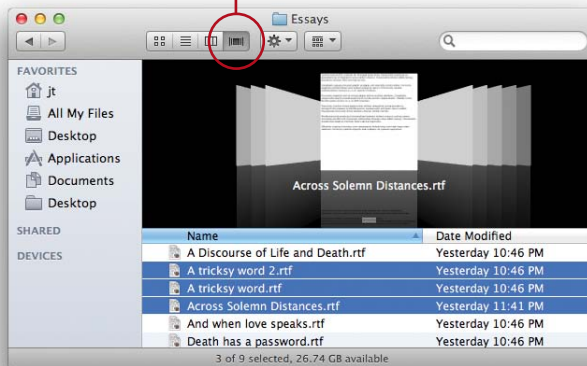 Essays
FAVORITES
jt
All My Files
Desktop
Applications
Documents
Desktop
SHARED
DEVICES
Across Solemn Distances.rtf
Name Date Modified
A Discourse of Life and Death.rtf Yesterday 10:46 PM
A tricksy word 2.rtf Yesterday 10:46 PM
A tricksy word.rtf Yesterday 10:46 PM
Across Solemn Distances.rtf Yesterday 11:41 PM
And when love speaks.rtf Yesterday 10:46 PM
Death has a password.rtf Yesterday 10:46 PM
3 of 9 selected, 26.74 GB available